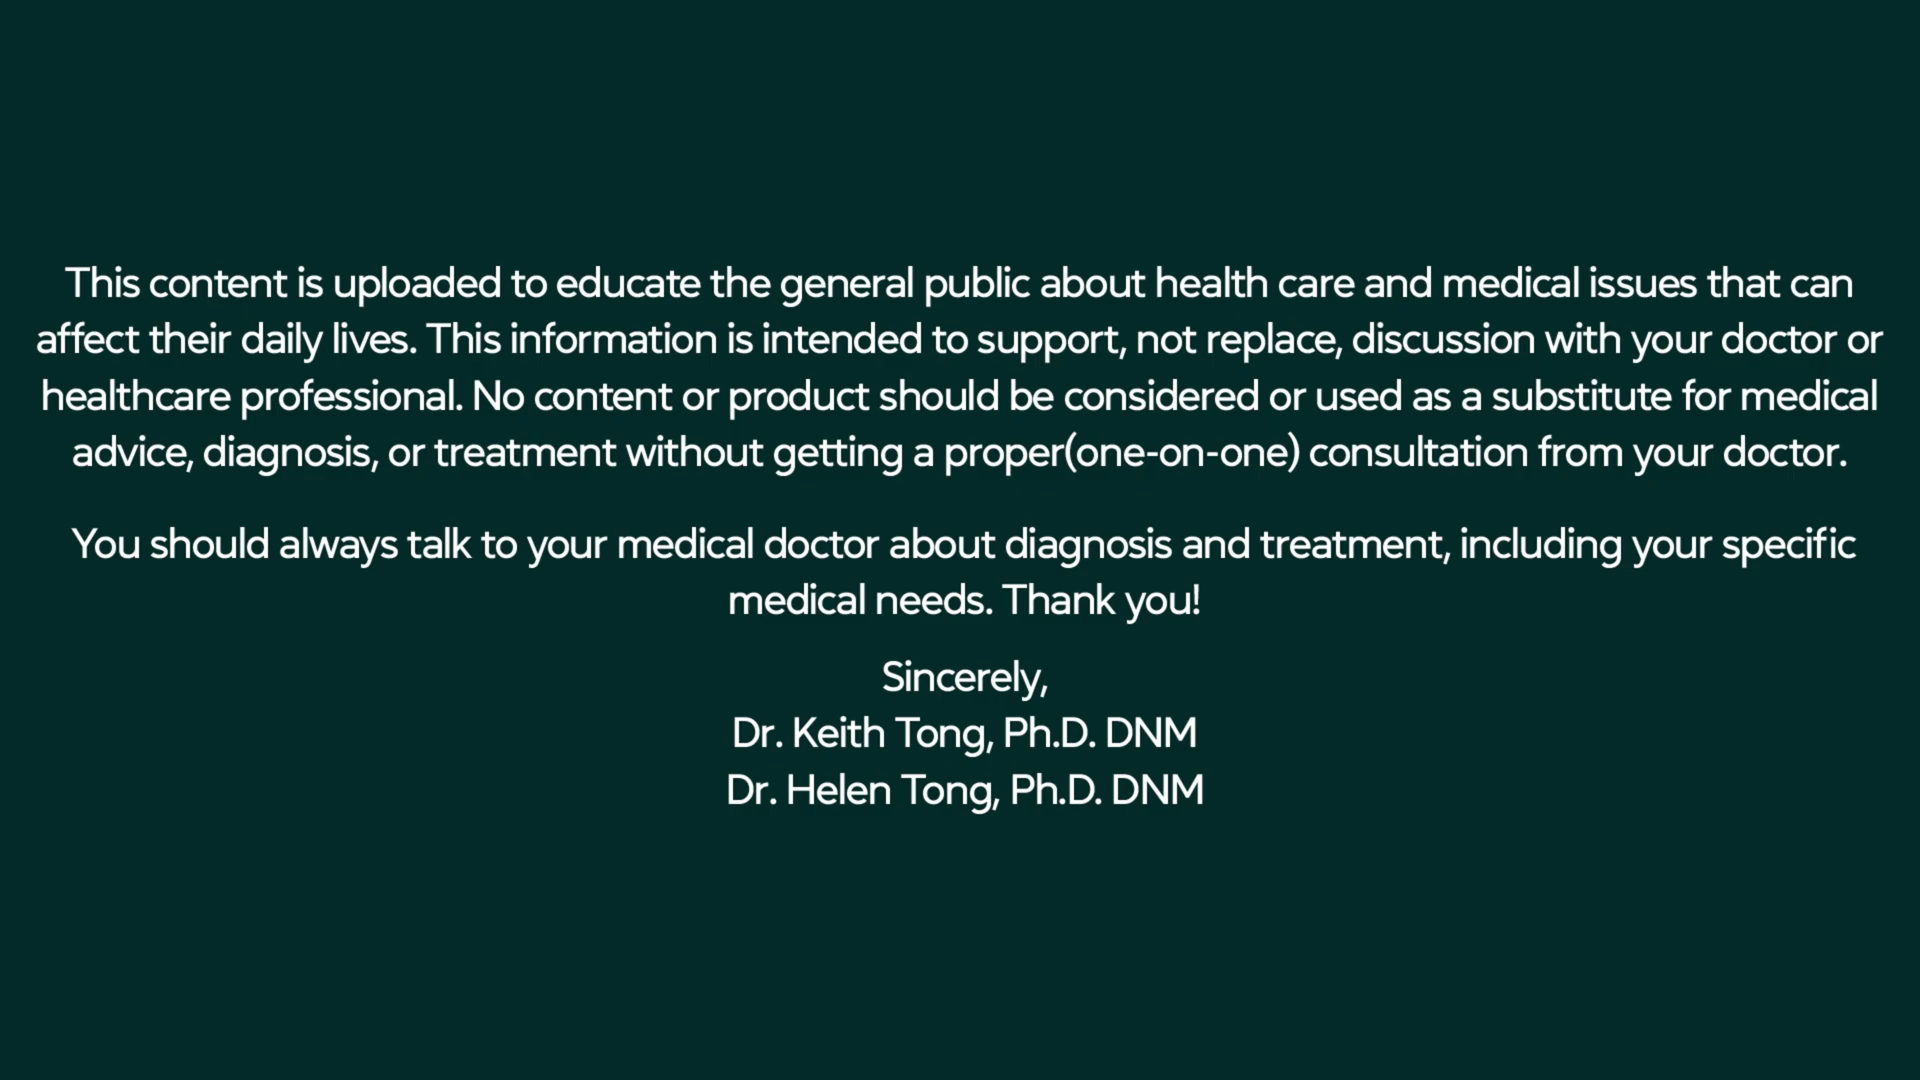 This content is uploaded to educate the general public about health care and medical issues that can
affect their daily lives. This information is intended to support, not replace, discussion with your doctor or
healthcare professional. No content or product should be considered or used as a substitute for medical
advice, diagnosis, or treatment without getting a proper(one-on-one) consultation from your doctor.
You should always talk to your medical doctor about diagnosis and treatment, including your specific
medical needs. Thank you!
Sincerely,
Dr. Keith Tong, Ph.D. DNM
Dr. Helen Tong, Ph.D. DNM